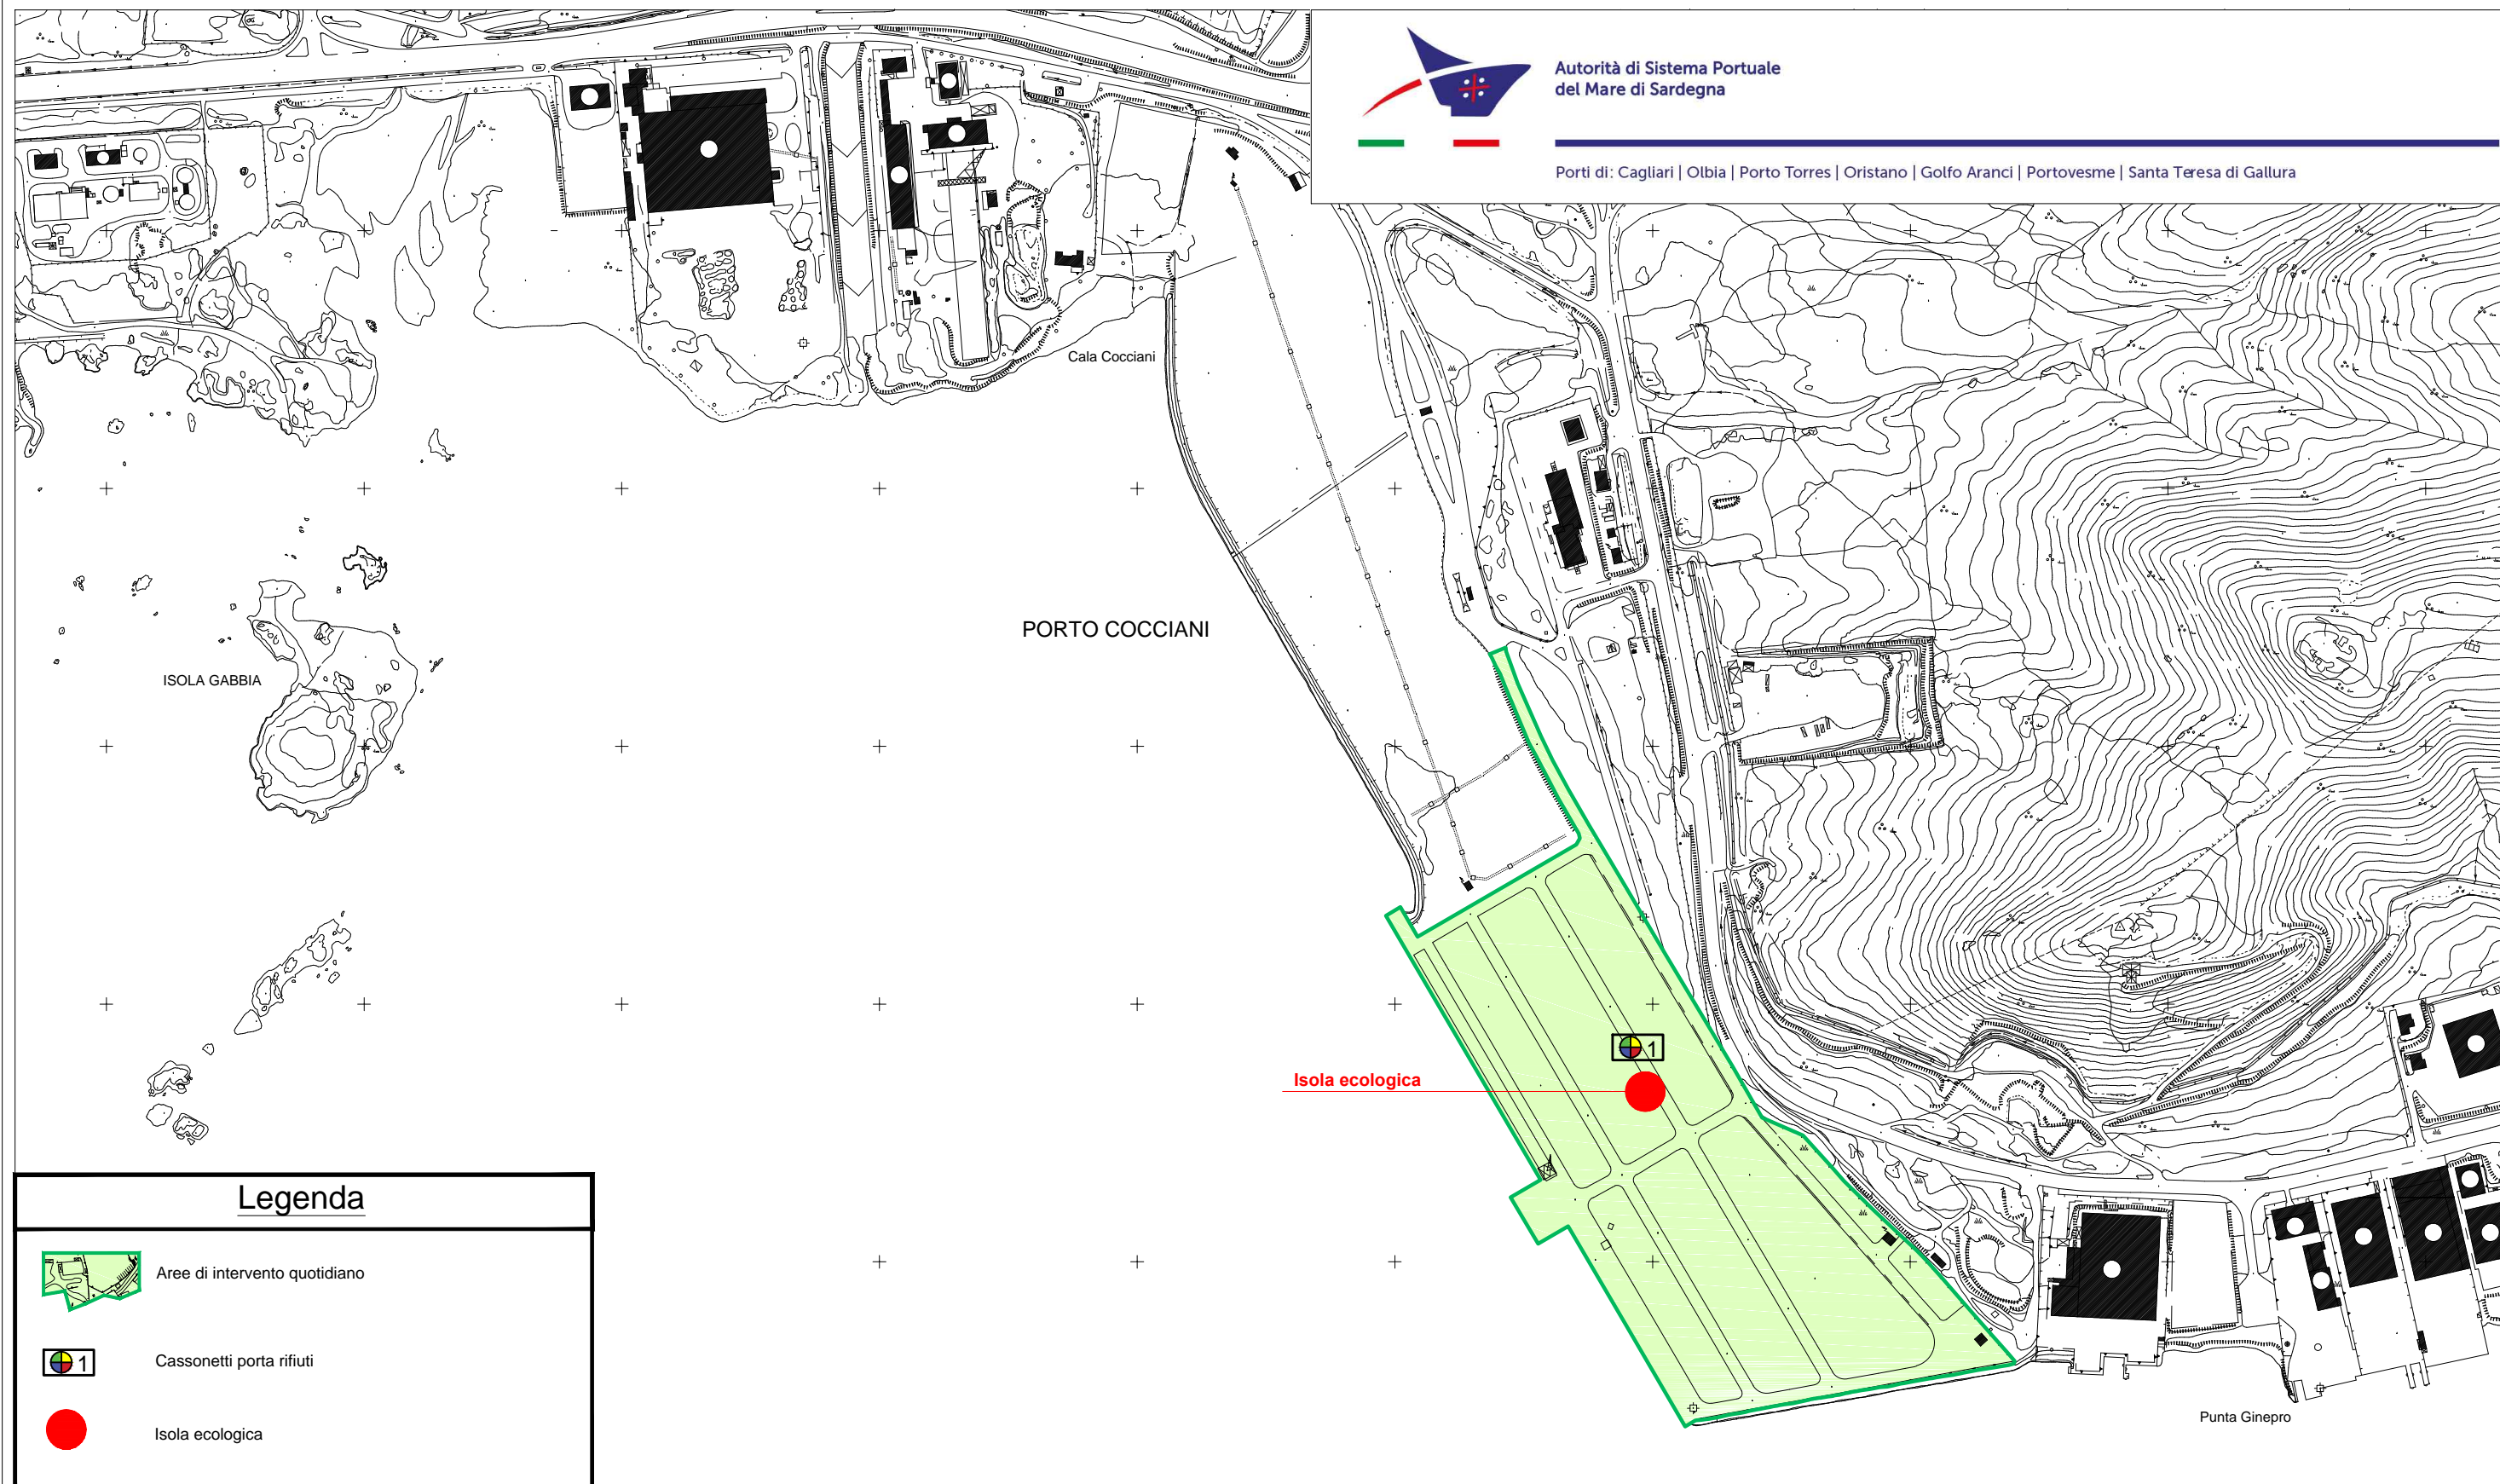 Autorità di Sistema Portuale
del Mare di Sardegna
Porti di: Cagliari | Olbia | Porto Torres | Oristano | Golfo Aranci | Portovesme | Santa Teresa di Gallura
Cala Cocciani
PORTO COCCIANI
ISOLA GABBIA
1
Isola ecologica
Legenda
Aree di intervento quotidiano
1
Cassonetti porta rifiuti
Isola ecologica
Punta Ginepro